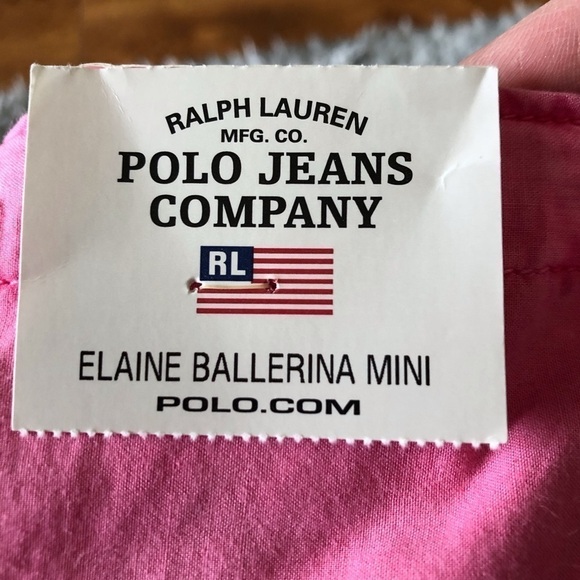 RALPH LAUREN
MFG. CO.
POLO JEANS
COMPANY
RL
ELAINE BALLERINA MINI
POLO.COM